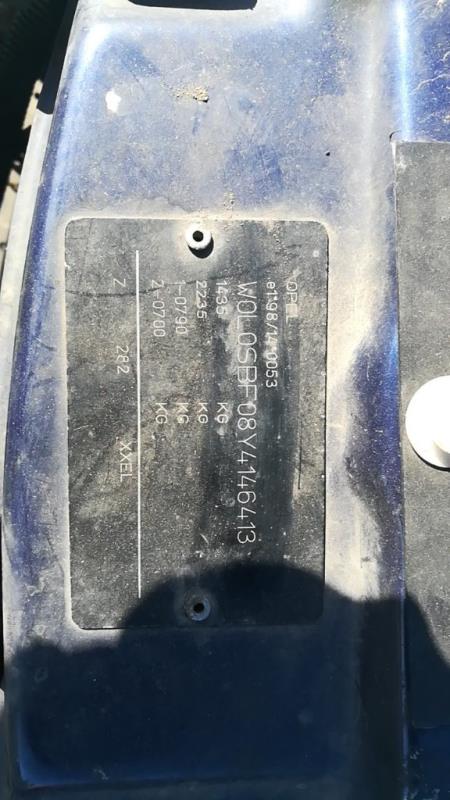 OPEL
e1*98/14*0053
W0L0SBF08Y4146413
1435 KG
2235 KG
1-0790 KG
2-0700 KG
Z 282 XXEL